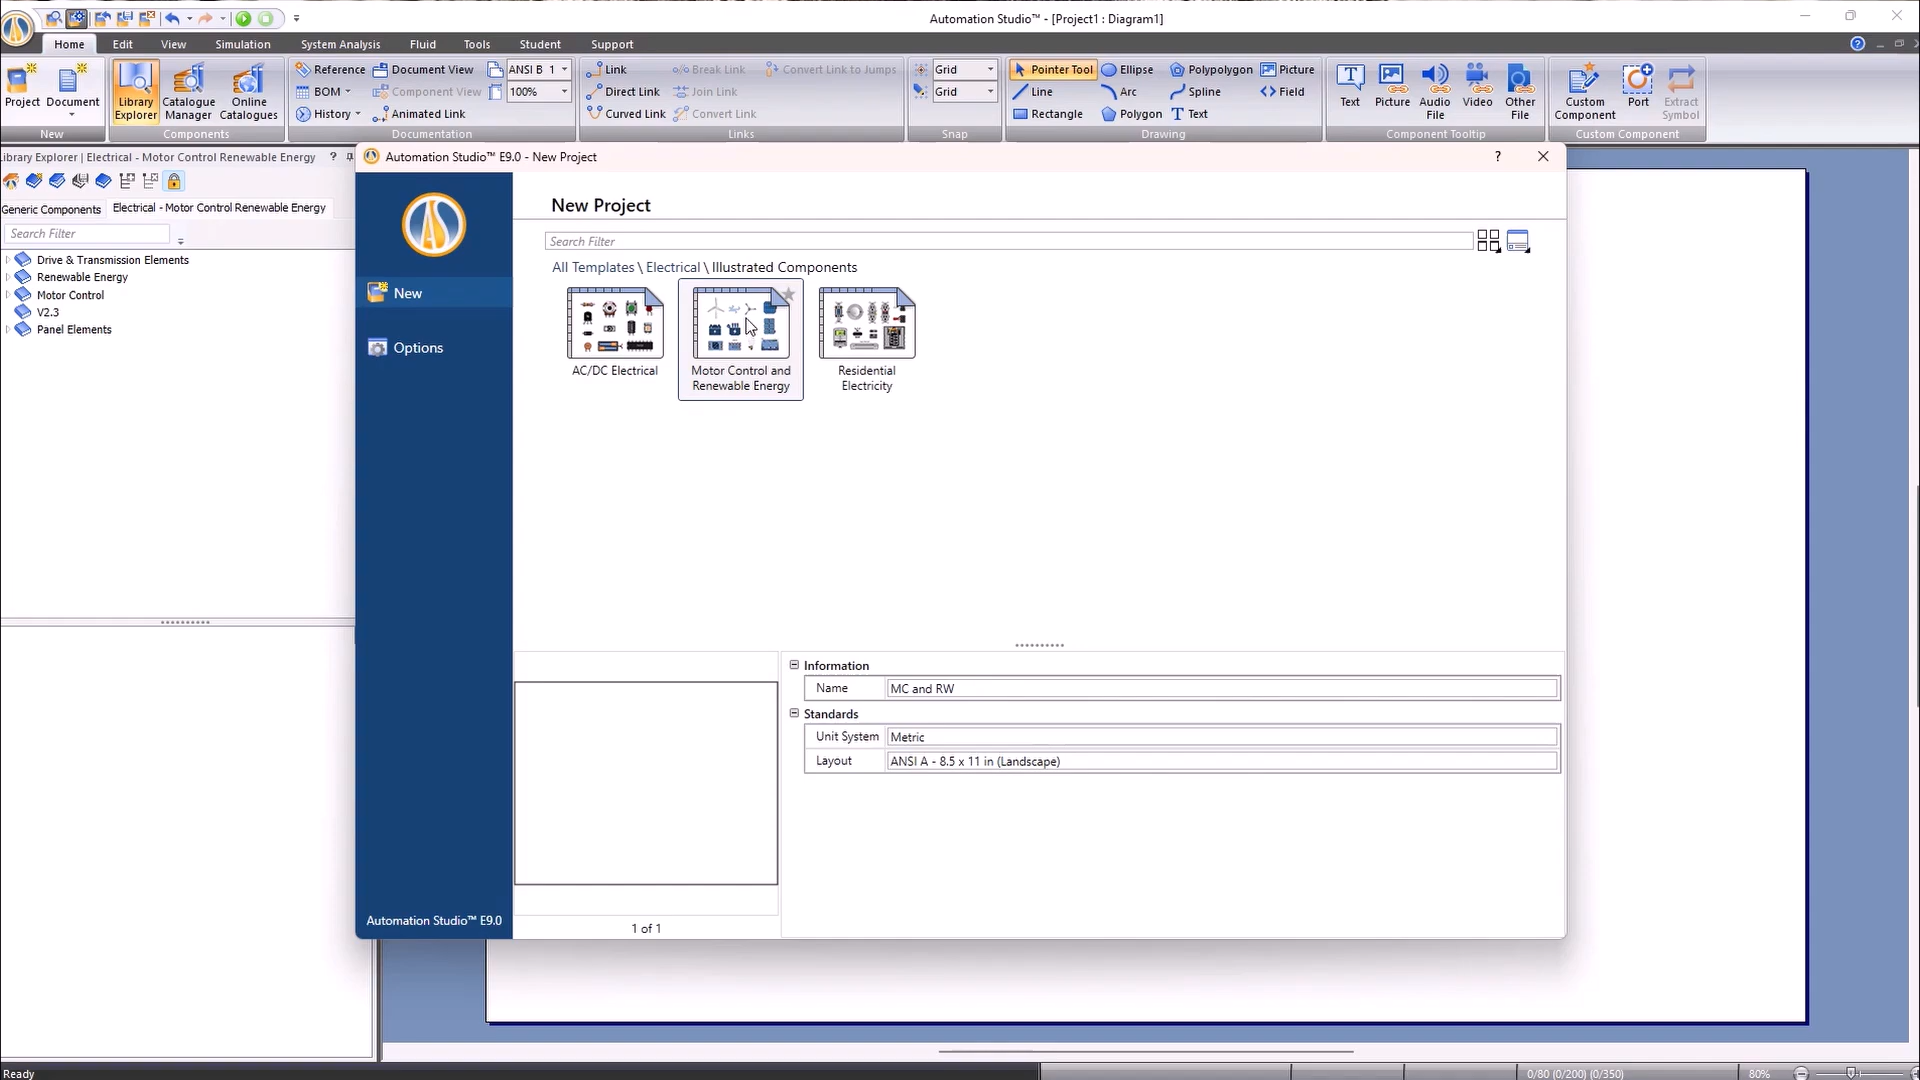 Automation Studio™ - [Project1 : Diagram1]
Home Edit View Simulation System Analysis Fluid Tools Student Support
Project
Document
New
Library Explorer
Catalogue Manager
Online Catalogues
Components
Reference Document View ANSI B 1
BOM Component View 100%
History Animated Link
Documentation
Link Break Link Convert Link to Jumps
Direct Link Join Link
Curved Link Convert Link
Links
Grid
Grid
Snap
Pointer Tool Ellipse Polypolygon Picture
Line Arc Spline Field
Rectangle Polygon Text
Drawing
Text Picture Audio File Video Other File
Component Tooltip
Custom Component Port Extract Symbol
Custom Component
ibrary Explorer | Electrical - Motor Control Renewable Energy ?
Generic Components Electrical - Motor Control Renewable Energy
Search Filter
Drive & Transmission Elements
Renewable Energy
Motor Control
V2.3
Panel Elements
Automation Studio™ E9.0 - New Project ?
New
Options
Automation Studio™ E9.0
New Project
Search Filter
All Templates \ Electrical \ Illustrated Components
AC/DC Electrical
Motor Control and
Renewable Energy
Residential
Electricity
1 of 1
Information
Name MC and RW
Standards
Unit System Metric
Layout ANSI A - 8.5 x 11 in (Landscape)
Ready 0/80 (0/200) (0/350) 80%